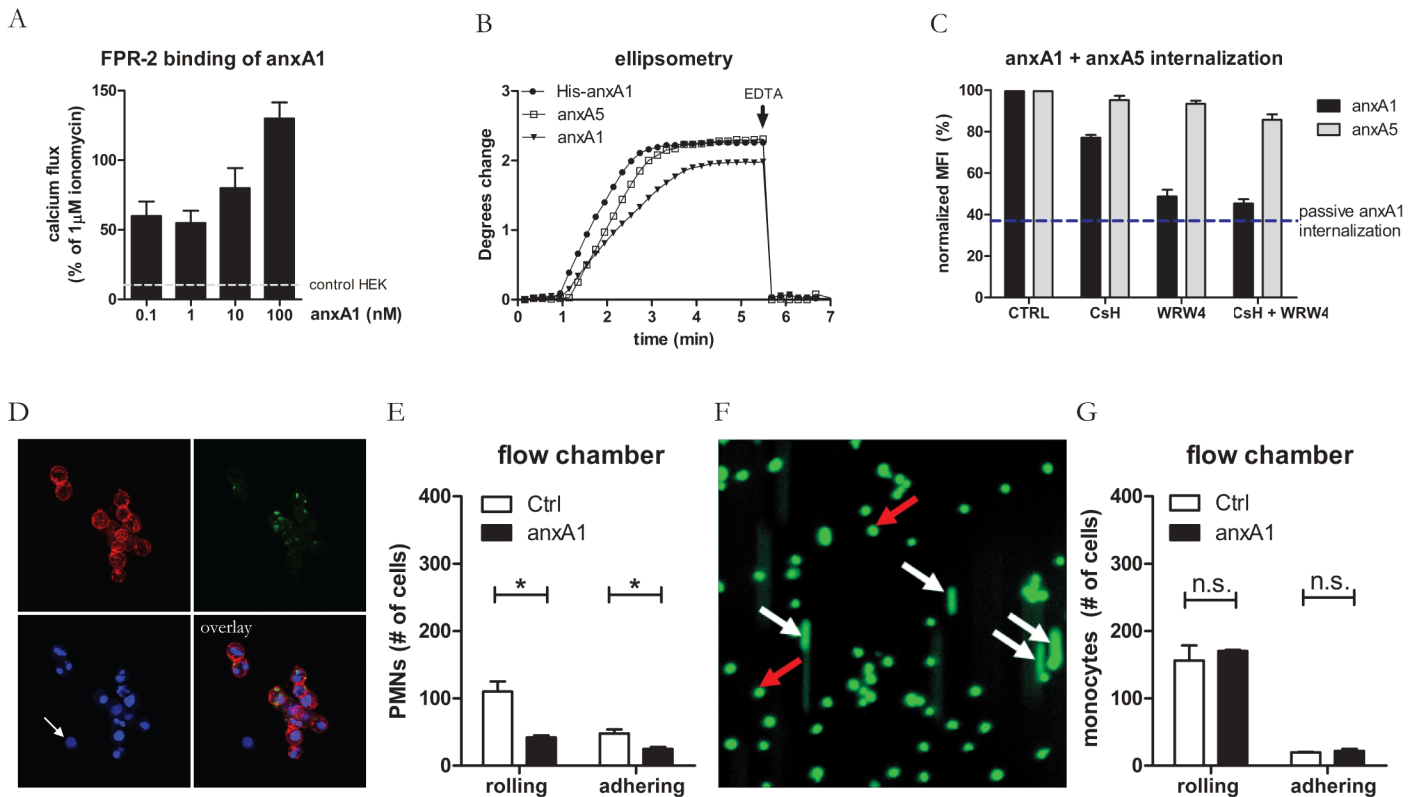 A
FPR-2 binding of anxA1
calcium flux
(% of 1μM ionomycin)
150
100
50
0
control HEK
0.1 1 10 100 anxA1 (nM)
B
ellipsometry
His-anxA1
anxA5
anxA1
EDTA
Degrees change
3
2
1
0
0 1 2 3 4 5 6 7
time (min)
C
anxA1 + anxA5 internalization
normalized MFI (%)
100
80
60
40
20
0
anxA1
anxA5
passive anxA1
internalization
CTRL CsH WRW4 CsH + WRW4
D
overlay
E
flow chamber
PMNs (# of cells)
400
300
200
100
0
Ctrl
anxA1
* *
rolling adhering
F
G
flow chamber
monocytes (# of cells)
400
300
200
100
0
Ctrl
anxA1
n.s. n.s.
rolling adhering